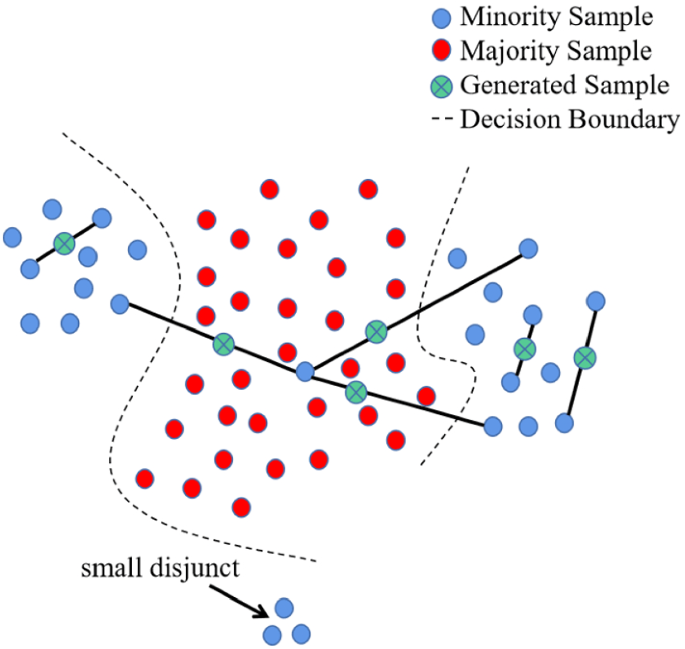 Minority Sample
Majority Sample
Generated Sample
Decision Boundary
small disjunct